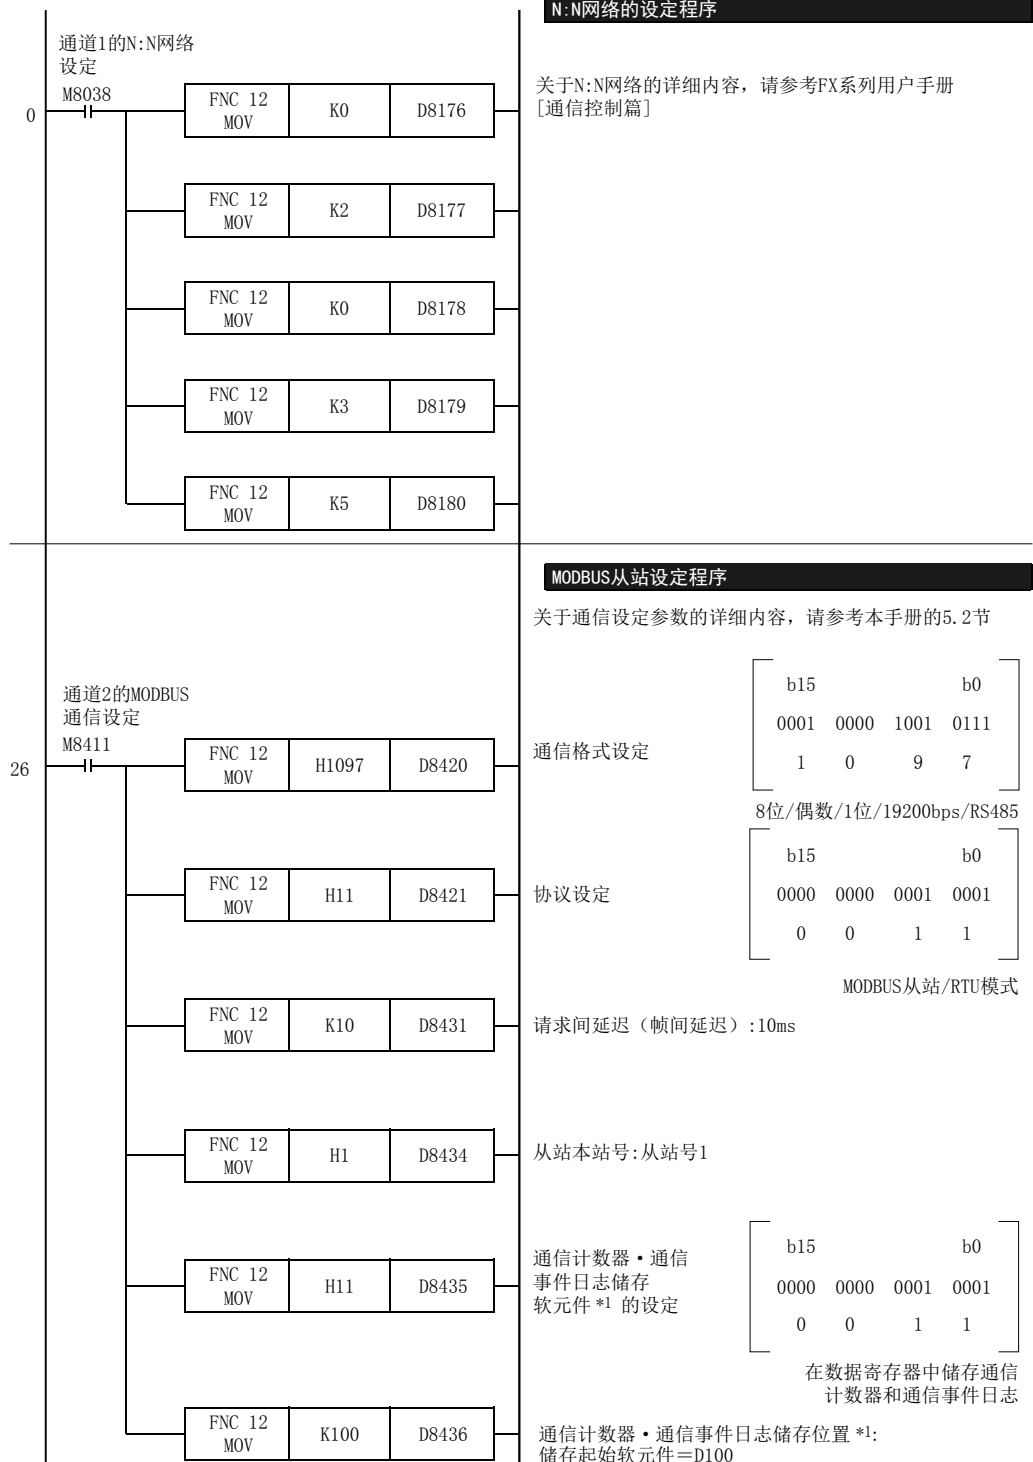 N:N网络的设定程序
通道1的N:N网络
设定
M8038
0
FNC 12
MOV
K0
D8176
关于N:N网络的详细内容，请参考FX系列用户手册
[通信控制篇]
FNC 12
MOV
K2
D8177
FNC 12
MOV
K0
D8178
FNC 12
MOV
K3
D8179
FNC 12
MOV
K5
D8180
MODBUS从站设定程序
关于通信设定参数的详细内容，请参考本手册的5.2节
通道2的MODBUS
通信设定
M8411
26
FNC 12
MOV
H1097
D8420
通信格式设定
b15 b0
0001 0000 1001 0111
1 0 9 7
8位/偶数/1位/19200bps/RS485
FNC 12
MOV
H11
D8421
协议设定
b15 b0
0000 0000 0001 0001
0 0 1 1
MODBUS从站/RTU模式
FNC 12
MOV
K10
D8431
请求间延迟（帧间延迟）:10ms
FNC 12
MOV
H1
D8434
从站本站号:从站号1
FNC 12
MOV
H11
D8435
通信计数器·通信
事件日志储存
软元件*1 的设定
b15 b0
0000 0000 0001 0001
0 0 1 1
在数据寄存器中储存通信
计数器和通信事件日志
FNC 12
MOV
K100
D8436
通信计数器·通信事件日志储存位置*1:
储存起始软元件＝D100